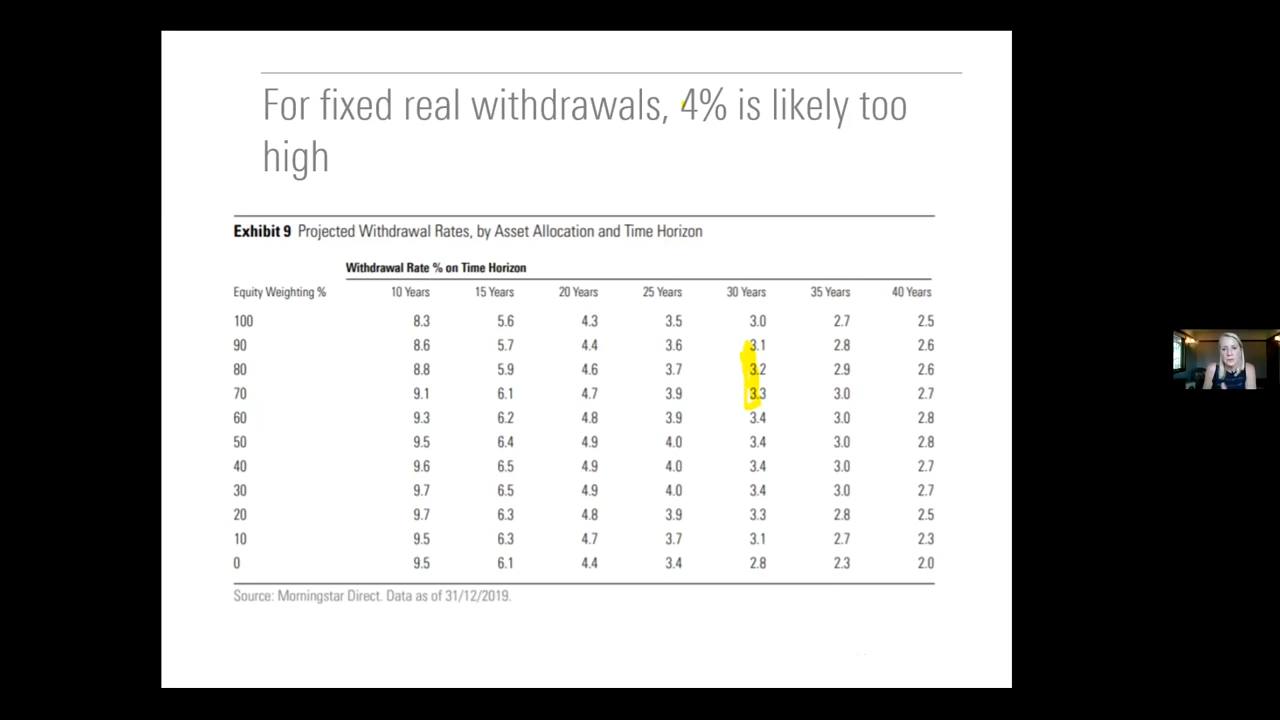 For fixed real withdrawals, 4% is likely too
high
Exhibit 9 Projected Withdrawal Rates, by Asset Allocation and Time Horizon
Withdrawal Rate % on Time Horizon
Equity Weighting % 10 Years 15 Years 20 Years 25 Years 30 Years 35 Years 40 Years
100 8.3 5.6 4.3 3.5 3.0 2.7 2.5
90 8.6 5.7 4.4 3.6 3.1 2.8 2.6
80 8.8 5.9 4.6 3.7 3.2 2.9 2.6
70 9.1 6.1 4.7 3.9 3.3 3.0 2.7
60 9.3 6.2 4.8 3.9 3.4 3.0 2.8
50 9.5 6.4 4.9 4.0 3.4 3.0 2.8
40 9.6 6.5 4.9 4.0 3.4 3.0 2.7
30 9.7 6.5 4.9 4.0 3.4 3.0 2.7
20 9.7 6.3 4.8 3.9 3.3 2.8 2.5
10 9.5 6.3 4.7 3.7 3.1 2.7 2.3
0 9.5 6.1 4.4 3.4 2.8 2.3 2.0
Source: Morningstar Direct. Data as of 31/12/2019.